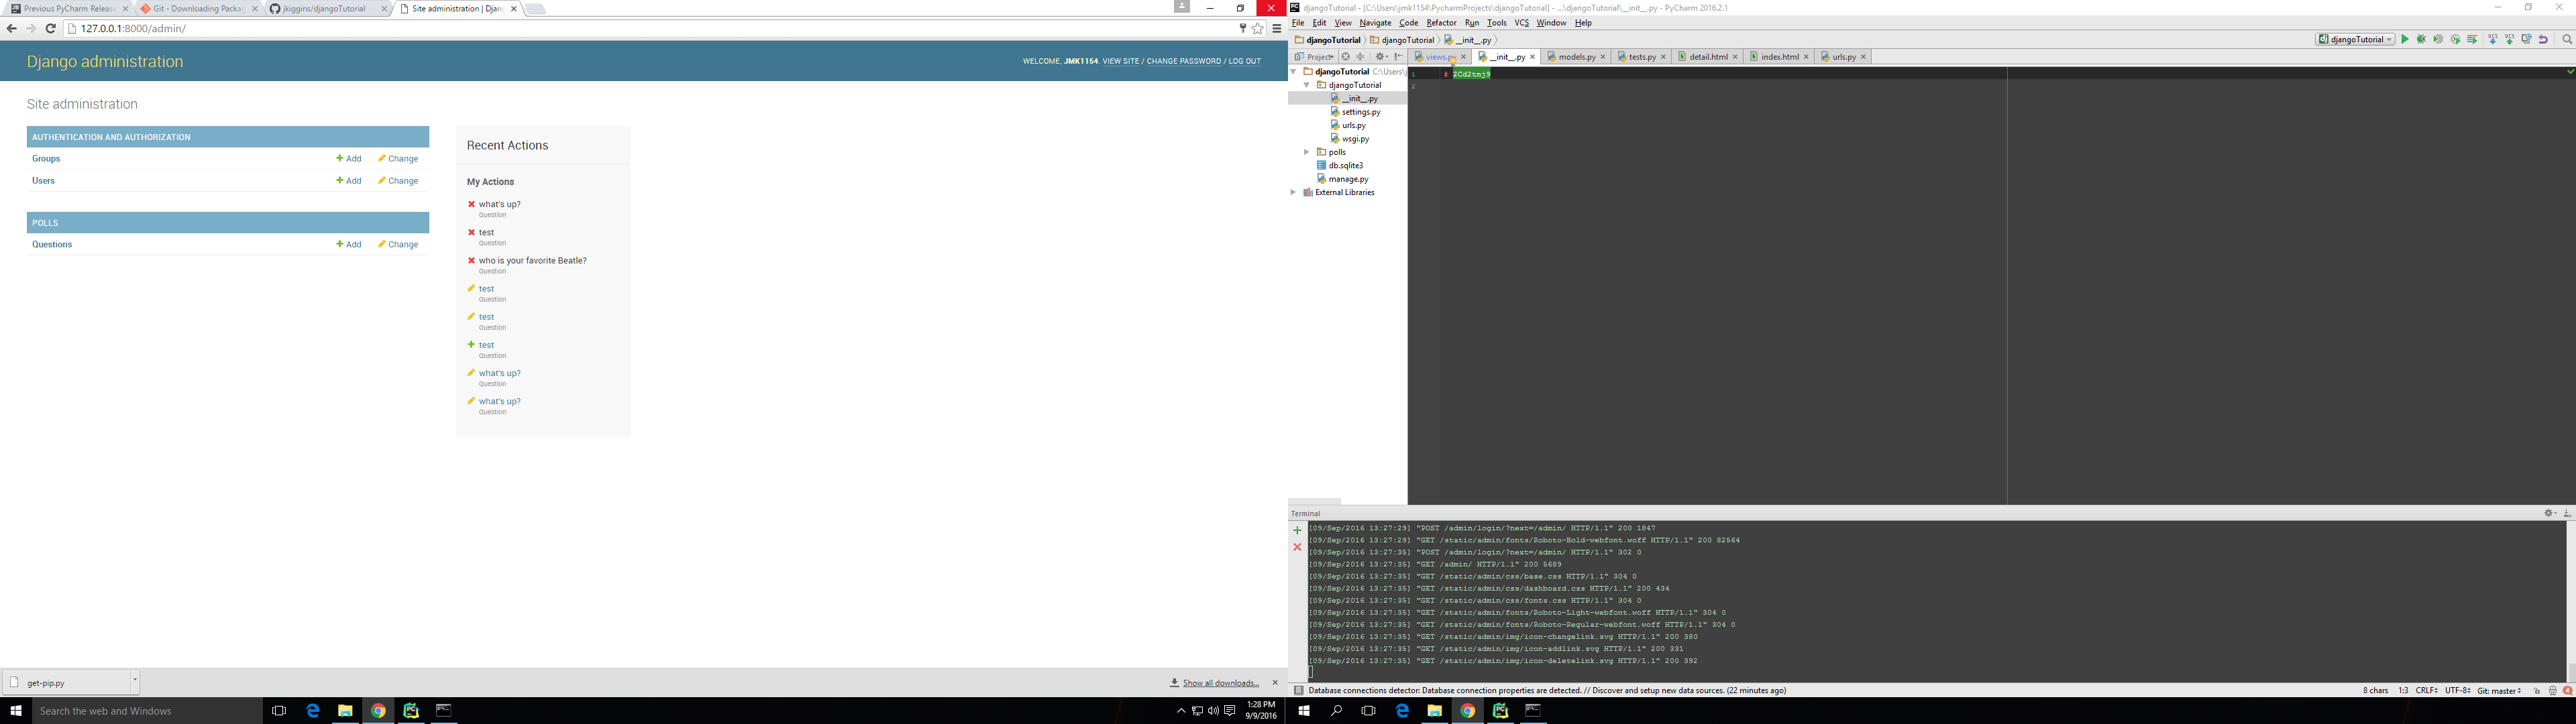 Previous PyCharm Release
Git - Downloading Packag
jkiggins/djangoTutorial
Site administration | Djan
127.0.0.1:8000/admin/
Django administration
WELCOME, JMK1154. VIEW SITE / CHANGE PASSWORD / LOG OUT
Site administration
AUTHENTICATION AND AUTHORIZATION
Groups Add Change
Users Add Change
POLLS
Questions Add Change
Recent Actions
My Actions
what's up?
Question
test
Question
who is your favorite Beatle?
Question
test
Question
test
Question
test
Question
what's up?
Question
what's up?
Question
get-pip.py
Show all downloads...
Search the web and Windows
1:28 PM
9/9/2016
djangoTutorial - [C:\Users\jmk1154\PycharmProjects\djangoTutorial] - ...\djangoTutorial\__init__.py - PyCharm 2016.2.1
File Edit View Navigate Code Refactor Run Tools VCS Window Help
djangoTutorial djangoTutorial __init__.py
djangoTutorial
Project
views.py __init__.py models.py tests.py detail.html index.html urls.py
djangoTutorial C:\Users\j
djangoTutorial
__init__.py
settings.py
urls.py
wsgi.py
polls
db.sqlite3
manage.py
External Libraries
1 # 2Cd2tnj9
2
Terminal
[09/Sep/2016 13:27:29] "POST /admin/login/?next=/admin/ HTTP/1.1" 200 1847
[09/Sep/2016 13:27:29] "GET /static/admin/fonts/Roboto-Bold-webfont.woff HTTP/1.1" 200 82564
[09/Sep/2016 13:27:35] "POST /admin/login/?next=/admin/ HTTP/1.1" 302 0
[09/Sep/2016 13:27:35] "GET /admin/ HTTP/1.1" 200 5689
[09/Sep/2016 13:27:35] "GET /static/admin/css/base.css HTTP/1.1" 304 0
[09/Sep/2016 13:27:35] "GET /static/admin/css/dashboard.css HTTP/1.1" 200 434
[09/Sep/2016 13:27:35] "GET /static/admin/css/fonts.css HTTP/1.1" 304 0
[09/Sep/2016 13:27:35] "GET /static/admin/fonts/Roboto-Light-webfont.woff HTTP/1.1" 304 0
[09/Sep/2016 13:27:35] "GET /static/admin/fonts/Roboto-Regular-webfont.woff HTTP/1.1" 304 0
[09/Sep/2016 13:27:35] "GET /static/admin/img/icon-changelink.svg HTTP/1.1" 200 380
[09/Sep/2016 13:27:35] "GET /static/admin/img/icon-addlink.svg HTTP/1.1" 200 331
[09/Sep/2016 13:27:35] "GET /static/admin/img/icon-deletelink.svg HTTP/1.1" 200 392
Database connections detector: Database connection properties are detected. // Discover and setup new data sources. (22 minutes ago)
8 chars 1:3 CRLF UTF-8 Git: master